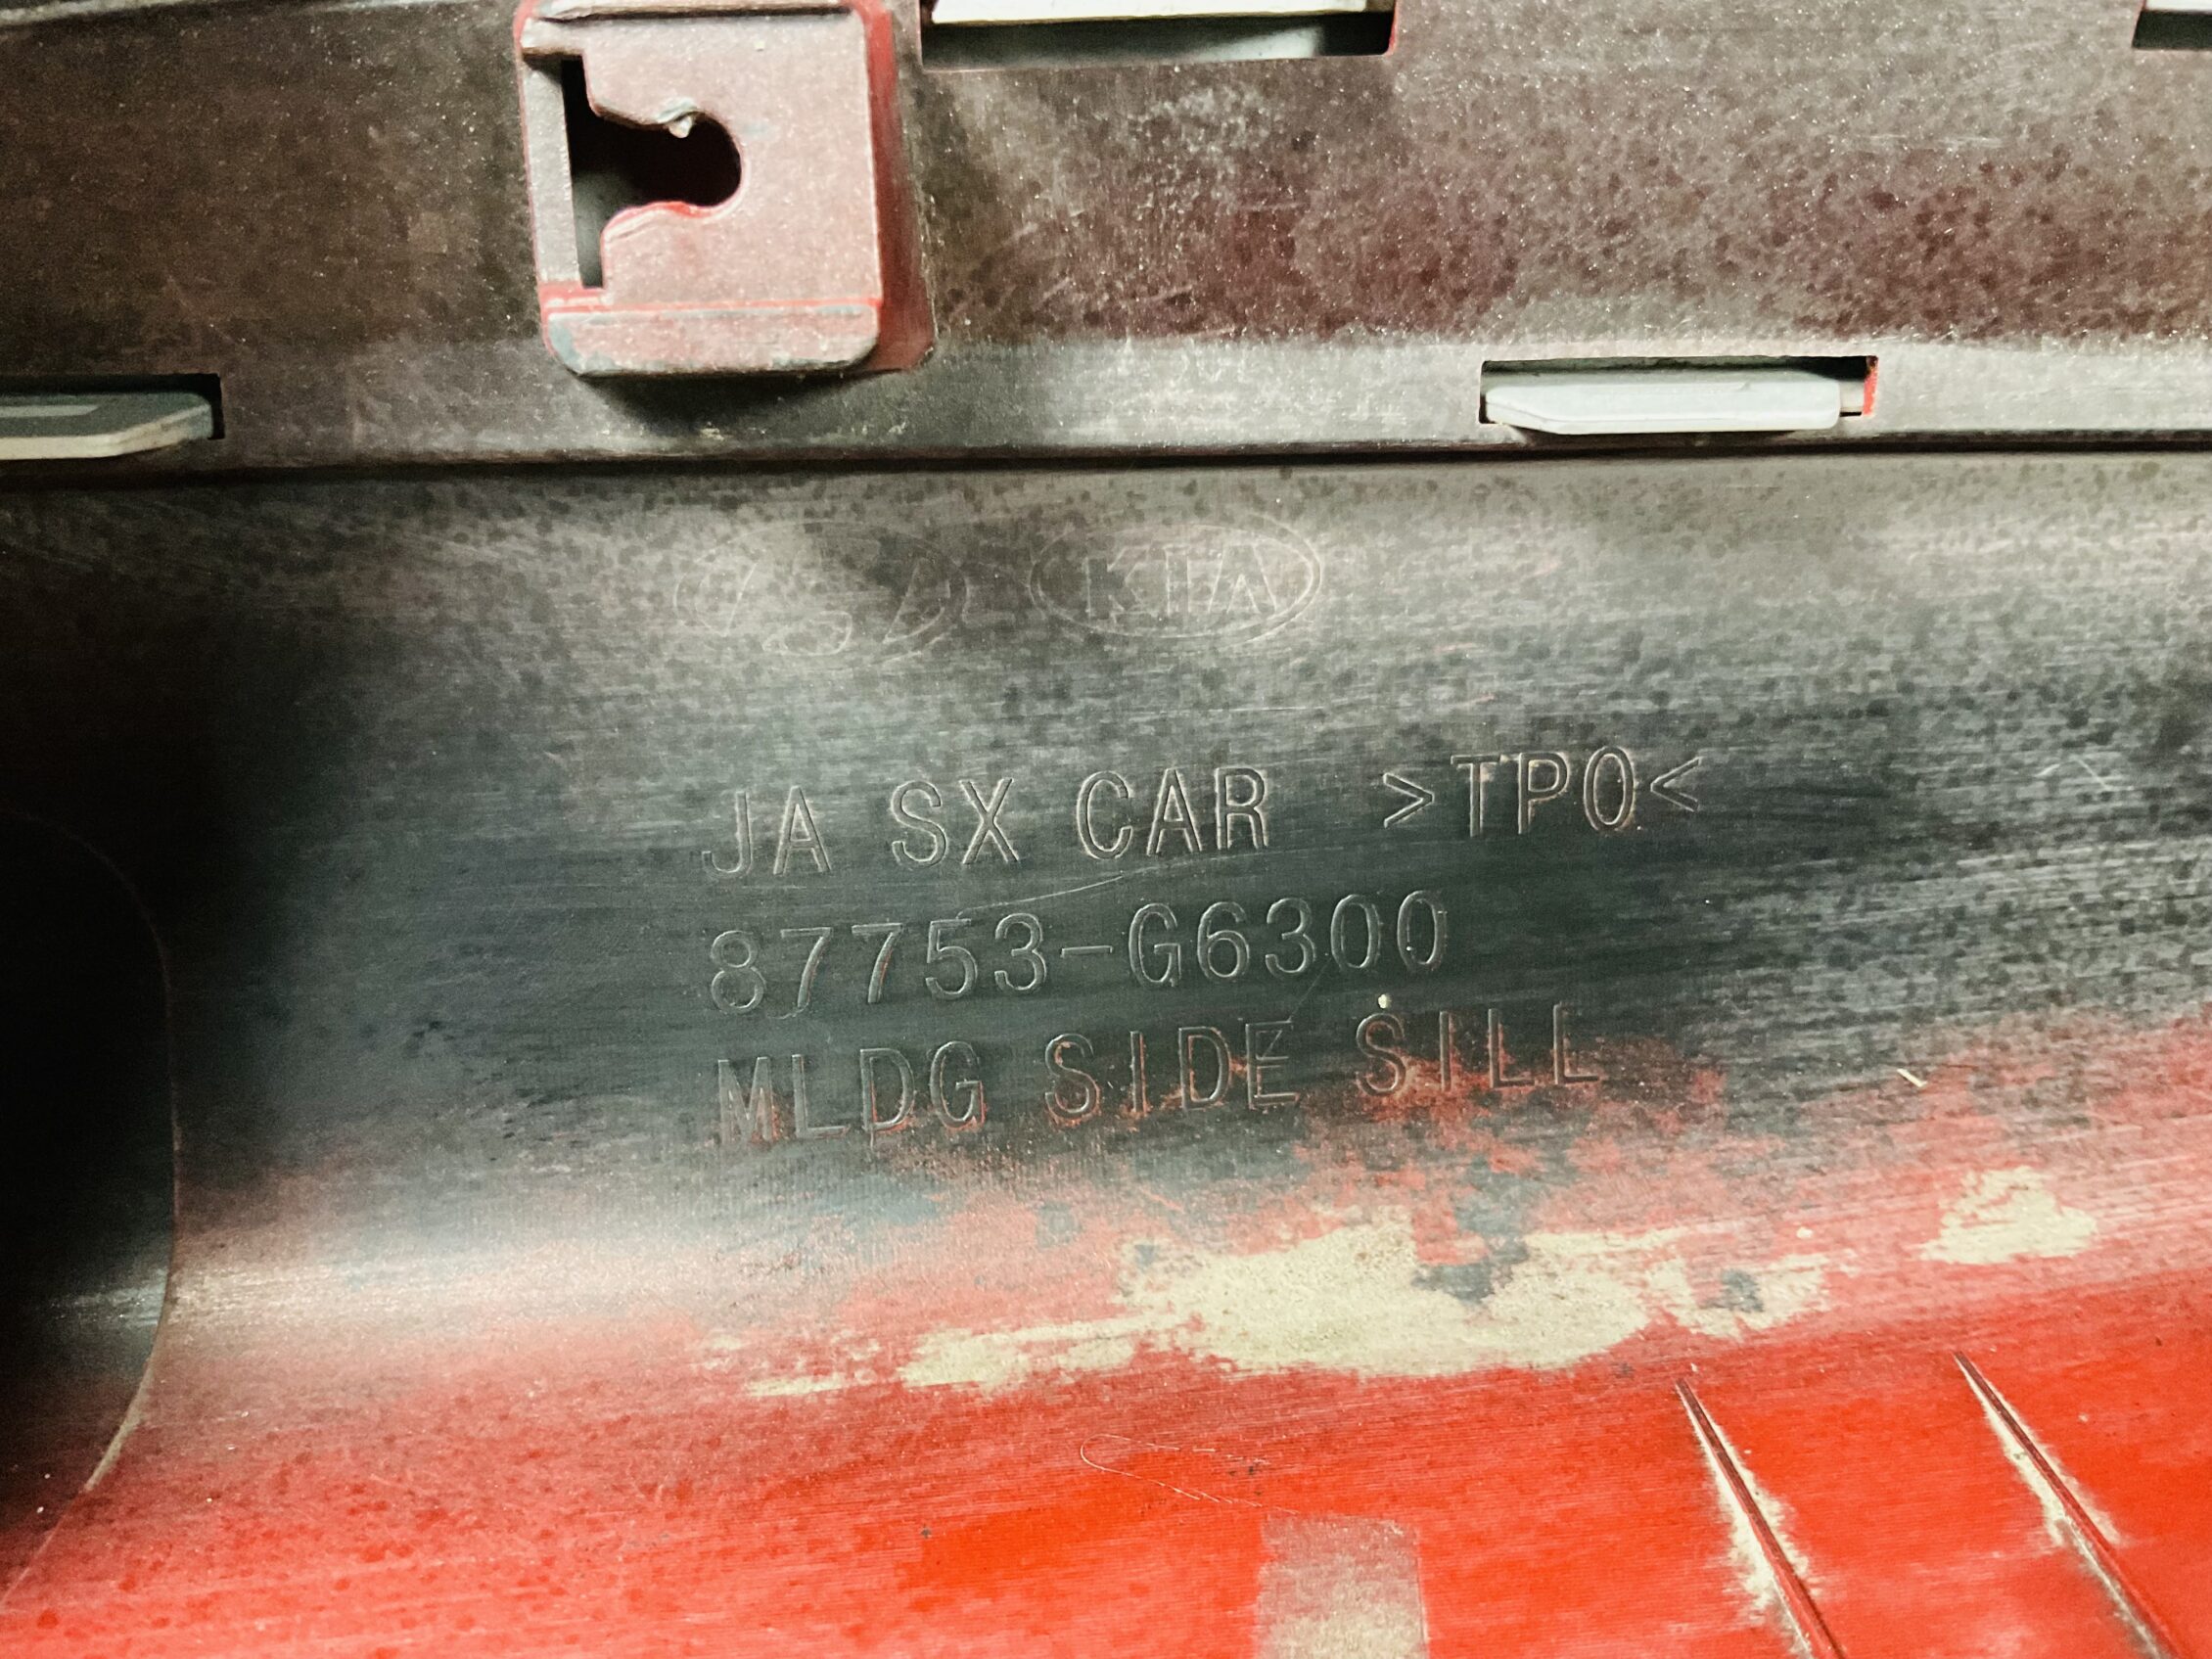 KIA
JA SX CAR >TPO<
87753-G6300
MLDG SIDE SILL